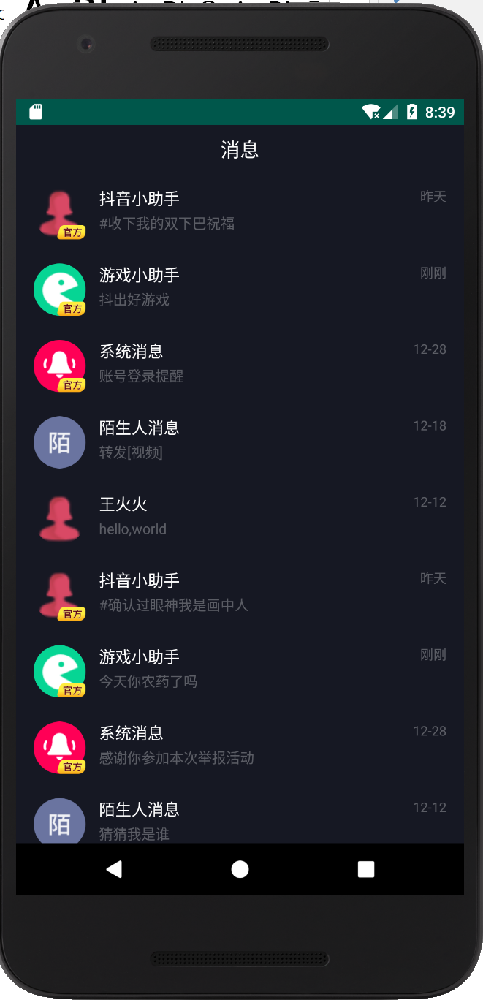 8:39
消息
抖音小助手
昨天
#收下我的双下巴祝福
官方
游戏小助手
刚刚
抖出好游戏
官方
系统消息
12-28
账号登录提醒
官方
陌
陌生人消息
12-18
转发[视频]
王火火
12-12
hello,world
抖音小助手
昨天
#确认过眼神我是画中人
官方
游戏小助手
刚刚
今天你农药了吗
官方
系统消息
12-28
感谢你参加本次举报活动
官方
陌
陌生人消息
12-12
猜猜我是谁